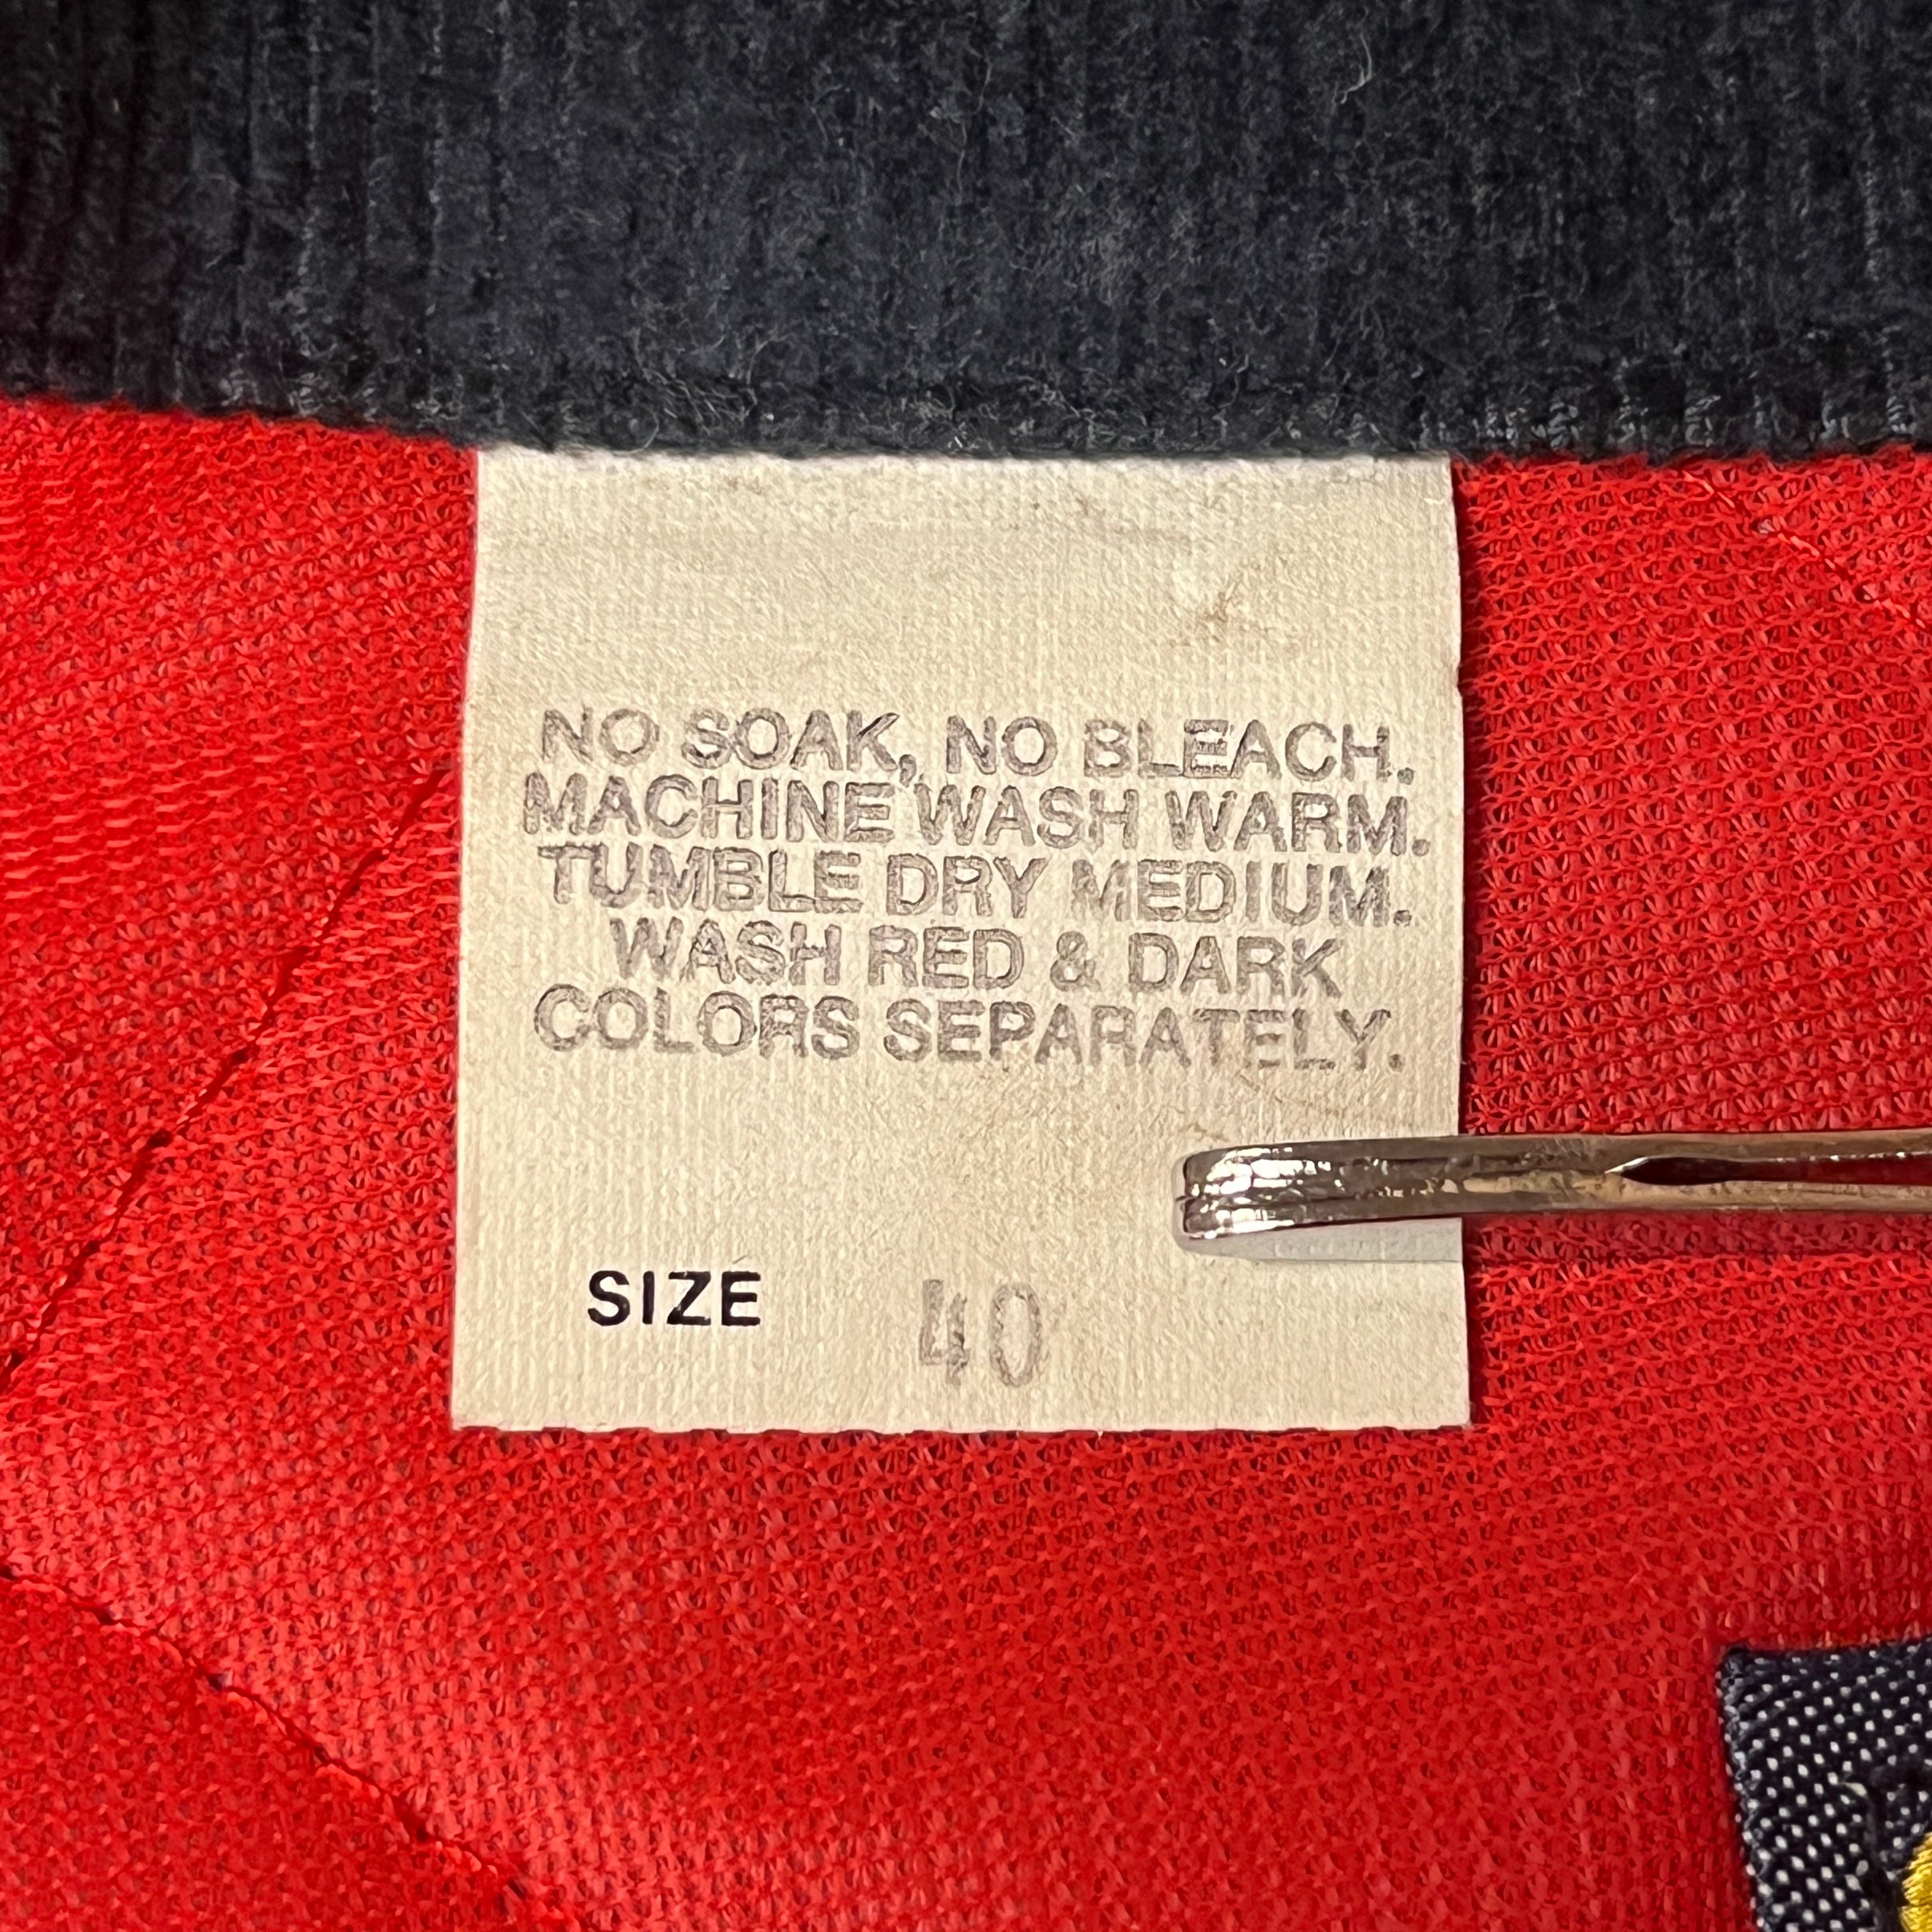 NO SOAK, NO BLEACH.
MACHINE WASH WARM.
TUMBLE DRY MEDIUM.
WASH RED & DARK
COLORS SEPARATELY.
SIZE 40